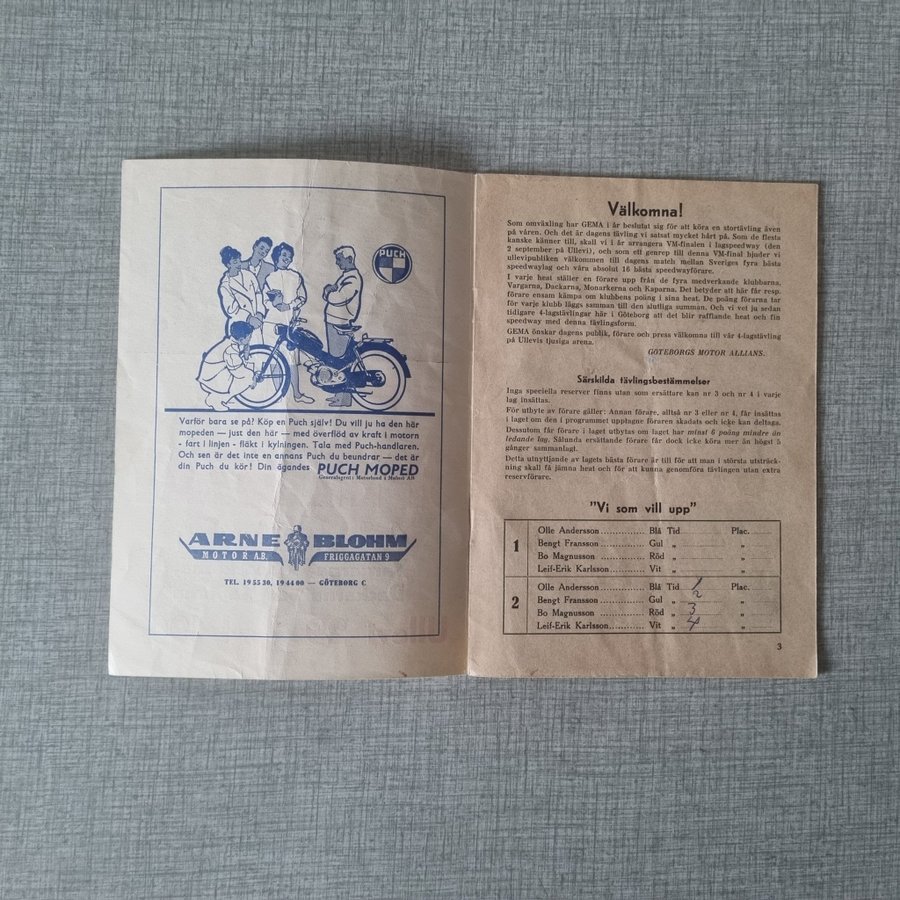 PUCH
Varför bara se på? Köp en Puch själv! Du vill ju ha den här
mopeden — just den här — med överflöd av kraft i motorn
- fart i linjen - fläkt i kylningen. Tala med Puch-handlaren.
Och sen är det inte en annans Puch du beundrar — det är
din Puch du kör! Din ägandes PUCH MOPED
Generalagent: Motorlund i Malmö AB
ARNE BLOHM
MOTOR A.B. FRIGGAGATAN 9
TEL. 19 55 30, 19 44 00 — GÖTEBORG C
Välkomna!
Som omväxling har GEMA i år beslutat sig för att köra en stortävling även
på våren. Och det är dagens tävling vi satsat mycket hårt på. Som de flesta
kanske känner till, skall vi i år arrangera VM-finalen i lagspeedway (den
2 september på Ullevi), och som ett genrep till denna VM-final bjuder vi
ullevipubliken välkommen till dagens match mellan Sveriges fyra bästa
speedwaylag och våra absolut 16 bästa speedwayförare.
I varje heat ställer en förare upp från de fyra medverkande klubbarna,
Vargarna, Dackarna, Monarkerna och Kaparna. Det betyder att här får resp.
förare ensam kämpa om klubbens poäng i sina heat. De poäng förarna tar
för varje klubb läggs samman till den slutliga summan. Och vi vet ju sedan
tidigare 4-lagstävlingar här i Göteborg att det blir rafflande heat och fin
speedway med denna tävlingsform.
GEMA önskar dagens publik, förare och press välkomna till vår 4-lagstävling
på Ullevis tjusiga arena.
GÖTEBORGS MOTOR ALLIANS.
Särskilda tävlingsbestämmelser
Inga speciella reserver finns utan som ersättare kan nr 3 och nr 4 i varje
lag insättas.
För utbyte av förare gäller: Annan förare, alltså nr 3 eller nr 4, får insättas
i laget om den i programmet upptagne föraren skadats och icke kan deltaga.
Dessutom får förare i laget utbytas om laget har minst 6 poäng mindre än
ledande lag. Sålunda ersättande förare får dock icke köra mer än högst 5
gånger sammanlagt.
Detta utnyttjande av lagets bästa förare är till för att man i största utsträck-
ning skall få jämna heat och för att kunna genomföra tävlingen utan extra
reservförare.
"Vi som vill upp"
1
Olle Andersson .............. Blå Tid Plac.
Bengt Fransson .............. Gul „ „
Bo Magnusson .............. Röd „ „
Leif-Erik Karlsson ............ Vit „ „
2
Olle Andersson .............. Blå Tid 1 Plac.
Bengt Fransson .............. Gul „ 2 „
Bo Magnusson .............. Röd „ 3 „
Leif-Erik Karlsson ............ Vit „ 4 „
3